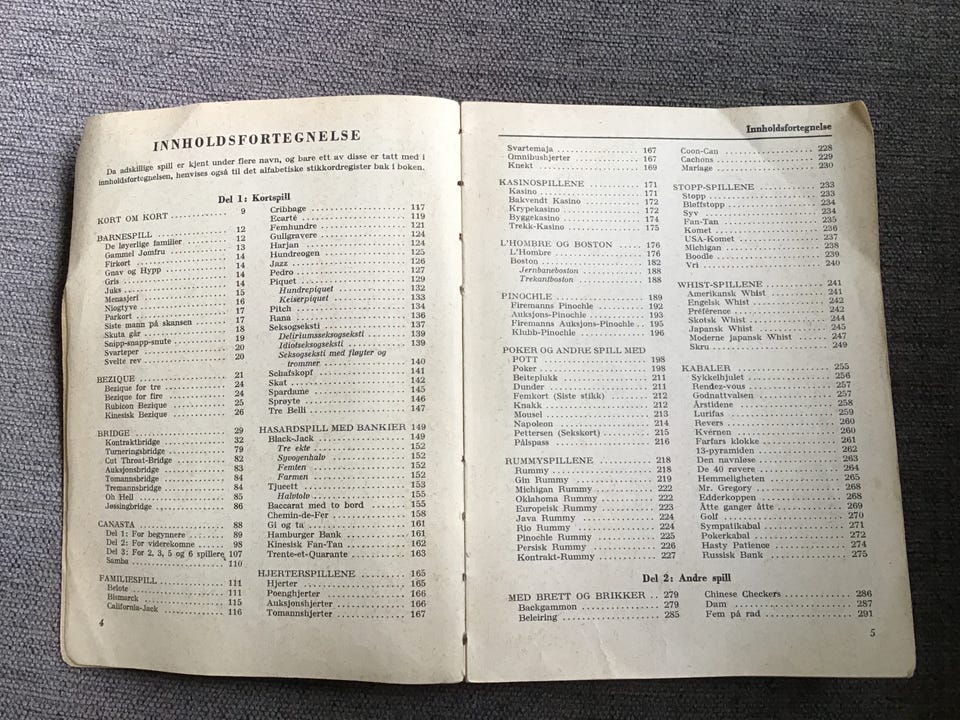 INNHOLDSFORTEGNELSE
Da adskillige spill er kjent under flere navn, og bare ett av disse er tatt med i
innholdsfortegnelsen, henvises også til det alfabetiske stikkordregister bak i boken.
Del 1: Kortspill
KORT OM KORT 9
BARNESPILL 12
De løyerlige familier 12
Gammel Jomfru 13
Firkort 14
Gnav og Hypp 14
Gris 14
Juks 14
Menasjeri 15
Niogtyve 16
Parkort 17
Siste mann på skansen 17
Skuta går 18
Snipp-snapp-snute 19
Svarteper 20
Svelte rev 20
BEZIQUE 21
Bezique for tre 24
Bezique for fire 24
Rubicon Bezique 25
Kinesisk Bezique 26
BRIDGE 29
Kontraktbridge 32
Turneringsbridge 79
Cut Throat-Bridge 82
Auksjonsbridge 83
Tremannsbridge 84
Tomannsbridge 84
Oh Hell 85
Jøssingbridge 86
CANASTA 88
Del 1: For begynnere 89
Del 2: For viderekomne 98
Del 3: For 2, 3, 5 og 6 spillere 107
Samba 110
FAMILIESPILL 111
Belote 111
Bismarck 115
California-Jack 116
4
Cribbage 117
Ecarté 119
Femhundre 121
Gullgravere 124
Harjan 124
Hundreogen 125
Jazz 126
Pedro 127
Piquet 129
Hundrepiquet 132
Keiserpiquet 133
Pitch 134
Rana 136
Seksogseksti 137
Deliriumsseksogseksti 139
Idiotseksogseksti 139
Seksogseksti med fløyter og
trommer 140
Schafskopf 141
Skat 142
Spardame 145
Sprøyte 146
Tre Belli 147
HASARDSPILL MED BANKIER 149
Black-Jack 149
Tre ekte 152
Syvogenhalv 152
Femten 152
Farmen 152
Tjueett 153
Halvtolv 155
Baccarat med to bord 155
Chemin-de-Fer 158
Gi og ta 161
Hamburger Bank 161
Kinesisk Fan-Tan 162
Trente-et-Quarante 163
HJERTERSPILLENE 165
Hjerter 165
Poenghjerter 166
Auksjonshjerter 166
Tomannshjerter 167
Innholdsfortegnelse
Svartemaja 167
Omnibushjerter 167
Knekt 169
KASINOSPILLENE 171
Kasino 171
Bakvendt Kasino 172
Krypekasino 172
Byggekasino 174
Trekk-Kasino 175
L'HOMBRE OG BOSTON 176
L'Hombre 176
Boston 182
Jernbaneboston 188
Trekantboston 188
PINOCHLE 189
Firemanns Pinochle 192
Auksjons-Pinochle 193
Firemanns Auksjons-Pinochle 195
Klubb-Pinochle 196
POKER OG ANDRE SPILL MED
POTT 198
Poker 198
Beiteplukk 211
Dunder 211
Femkort (Siste stikk) 212
Knakk 212
Mousel 213
Napoleon 214
Pettersen (Sekskort) 215
Pålspass 216
RUMMYSPILLENE 218
Rummy 218
Gin Rummy 219
Michigan Rummy 222
Oklahoma Rummy 222
Europeisk Rummy 223
Java Rummy 224
Rio Rummy 224
Pinochle Rummy 225
Persisk Rummy 226
Kontrakt-Rummy 227
Coon-Can 228
Cachons 229
Mariage 230
STOPP-SPILLENE 233
Stopp 233
Bløffstopp 234
Syv 234
Fan-Tan 235
Komet 236
USA-Komet 237
Michigan 238
Boodle 239
Vri 240
WHIST-SPILLENE 241
Amerikansk Whist 241
Engelsk Whist 242
Préférence 242
Skotsk Whist 244
Japansk Whist 245
Moderne japansk Whist 247
Skru 249
KABALER 255
Sykkelhjulet 256
Rendez-vous 257
Godnattvalsen 257
Årstidene 258
Lurifas 259
Revers 260
Kvérnen 260
Farfars klokke 261
13-pyramiden 262
Den navnløse 263
De 40 røvere 264
Hemmeligheten 265
Mr. Gregory 268
Edderkoppen 268
Åtte ganger åtte 269
Golf 270
Sympatikabal 271
Pokerkabal 272
Hasty Patience 274
Russisk Bank 275
Del 2: Andre spill
MED BRETT OG BRIKKER 279
Backgammon 279
Beleiring 285
Chinese Checkers 286
Dam 287
Fem på rad 291
5